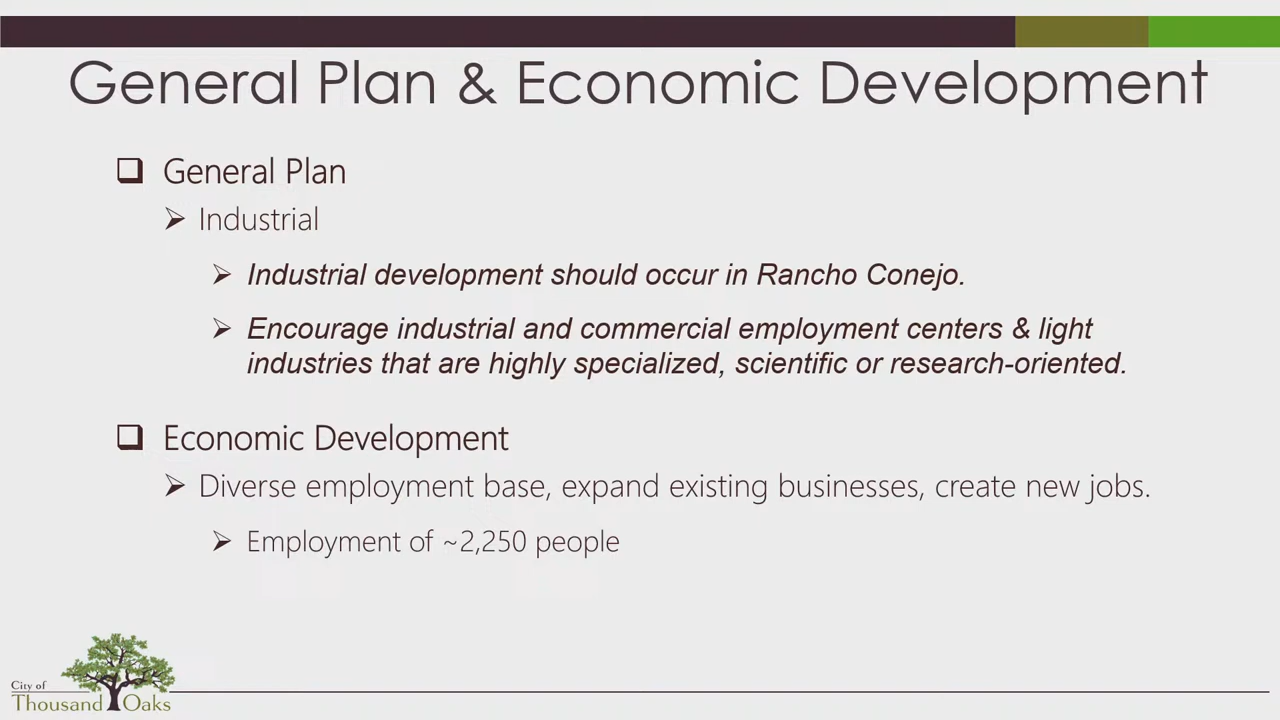 General Plan & Economic Development
General Plan
Industrial
Industrial development should occur in Rancho Conejo.
Encourage industrial and commercial employment centers & light
industries that are highly specialized, scientific or research-oriented.
Economic Development
Diverse employment base, expand existing businesses, create new jobs.
Employment of ~2,250 people
City of
Thousand Oaks